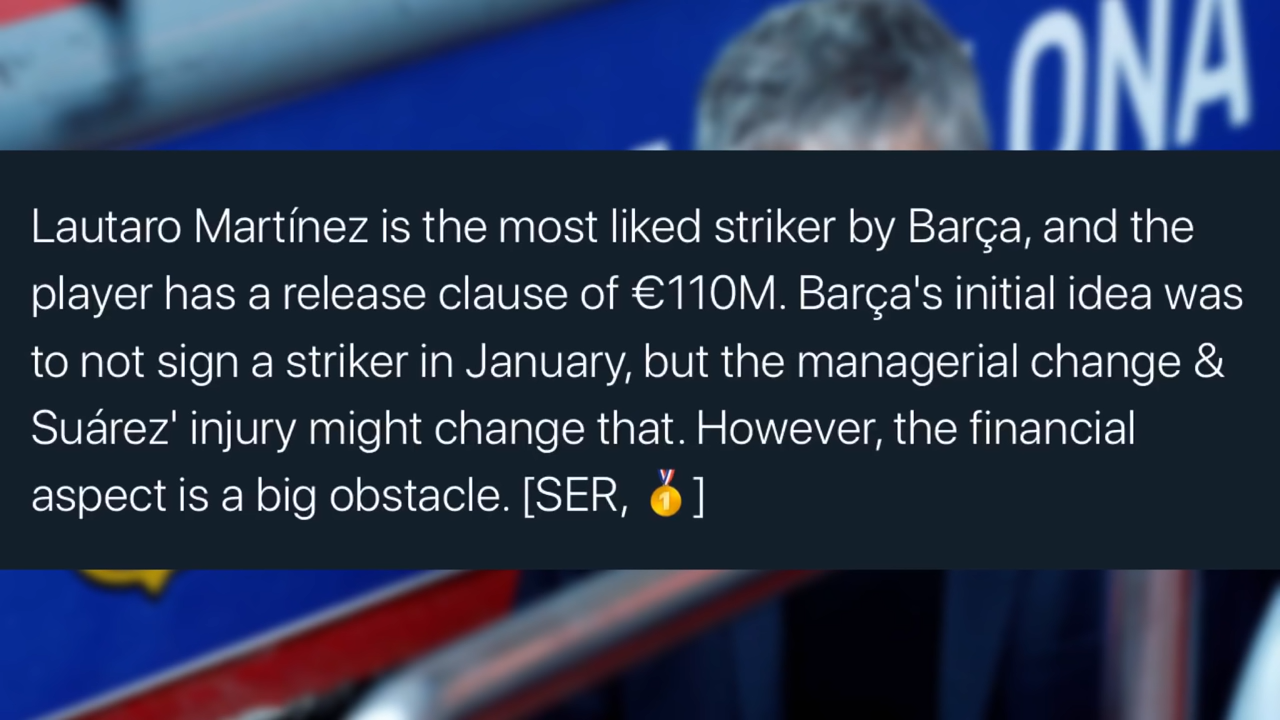 ONA
Lautaro Martínez is the most liked striker by Barça, and the
player has a release clause of €110M. Barça's initial idea was
to not sign a striker in January, but the managerial change &
Suárez' injury might change that. However, the financial
aspect is a big obstacle. [SER, 🥇]